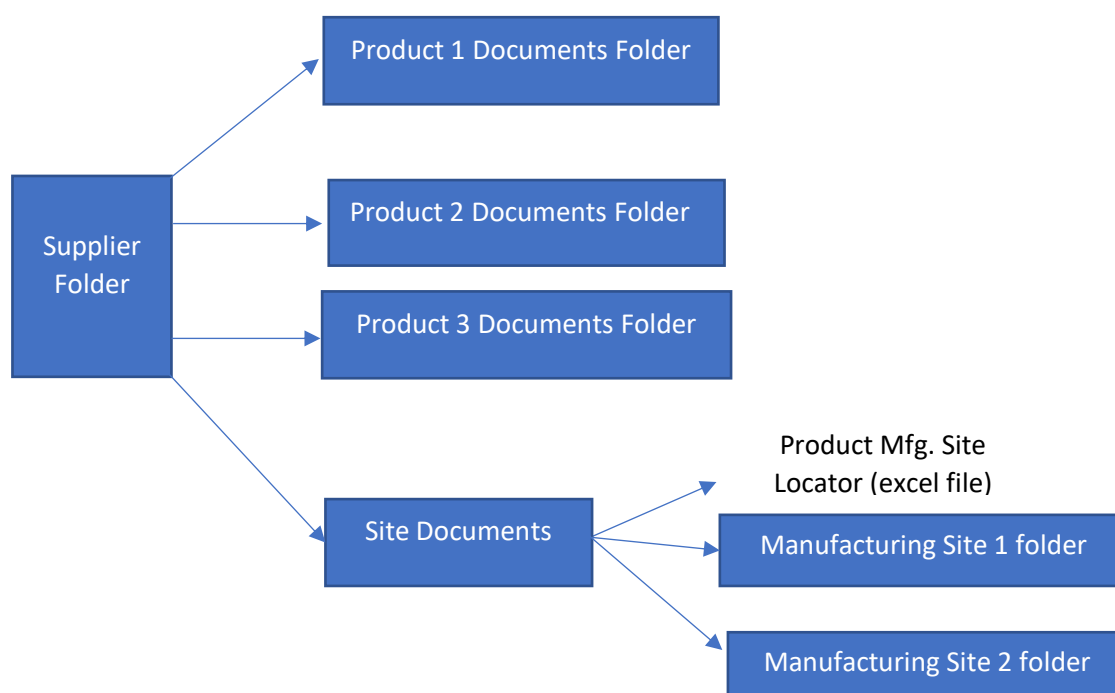 Product 1 Documents Folder
Product 2 Documents Folder
Supplier
Folder
Product 3 Documents Folder
Product Mfg. Site
Locator (excel file)
Site Documents
Manufacturing Site 1 folder
Manufacturing Site 2 folder